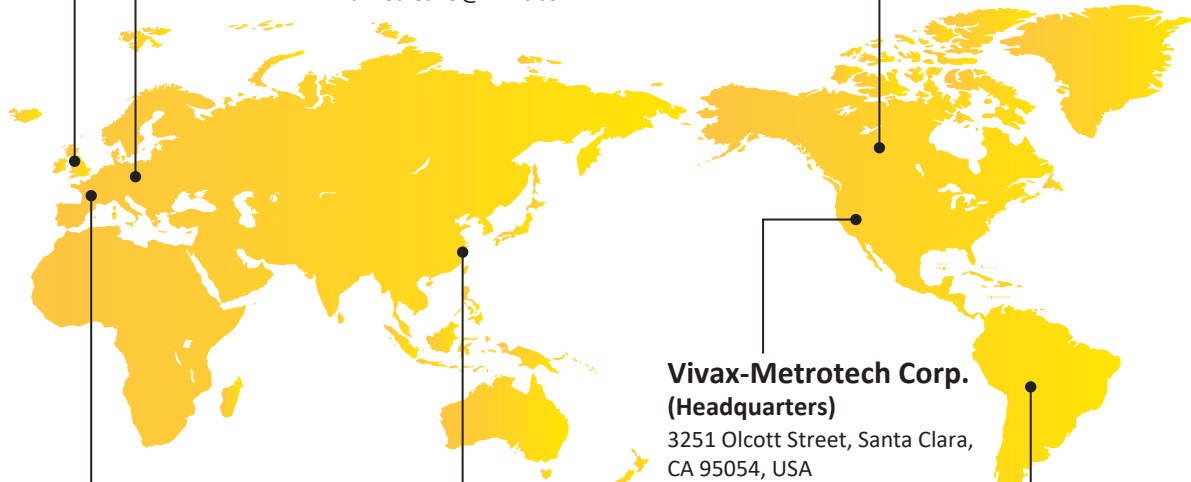 Vivax-Metrotech Corp.
(Headquarters)
3251 Olcott Street, Santa Clara,
CA 95054, USA